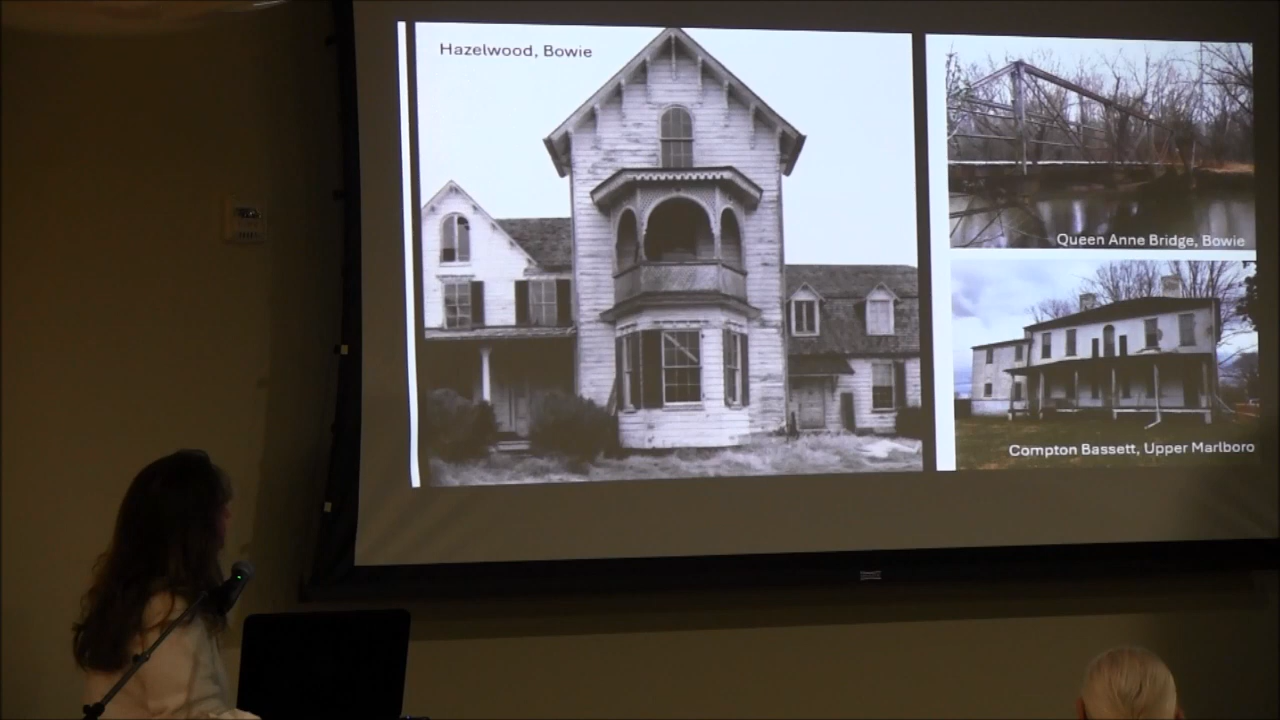 Hazelwood, Bowie
Queen Anne Bridge, Bowie
Compton Bassett, Upper Marlboro